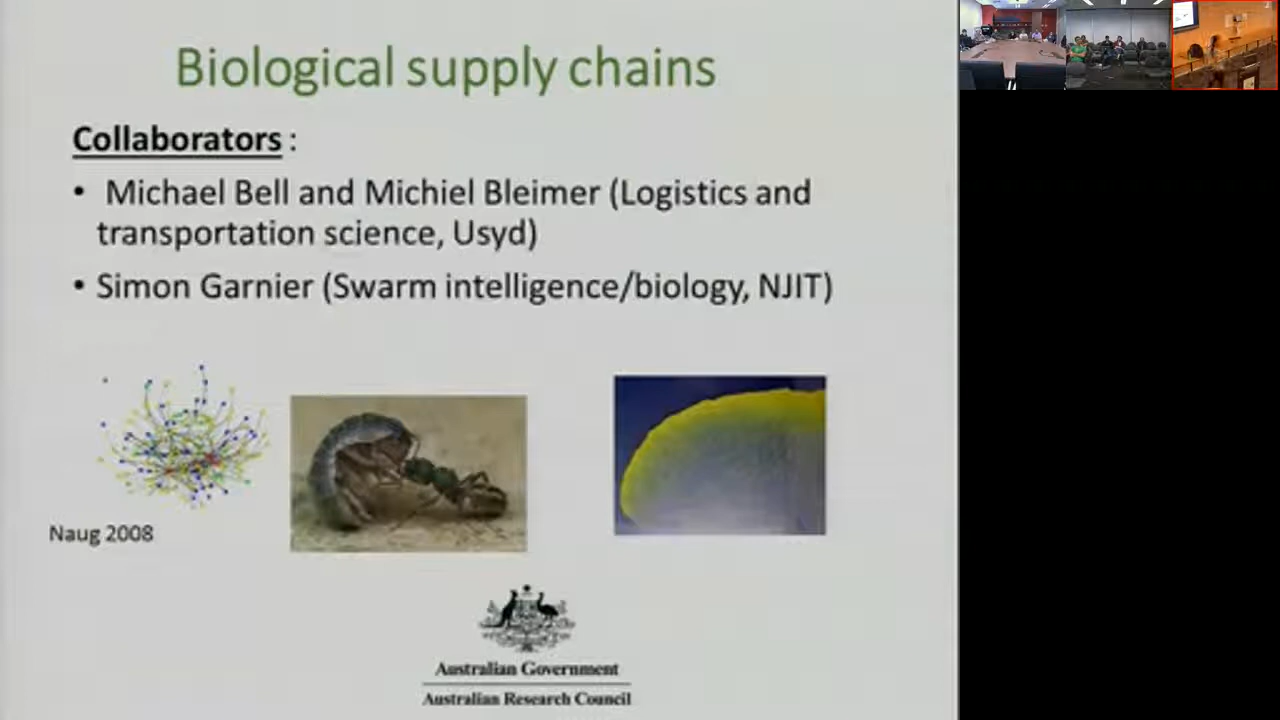 Biological supply chains
Collaborators :
• Michael Bell and Michiel Bleimer (Logistics and
transportation science, Usyd)
• Simon Garnier (Swarm intelligence/biology, NJIT)
Naug 2008
Australian Government
Australian Research Council